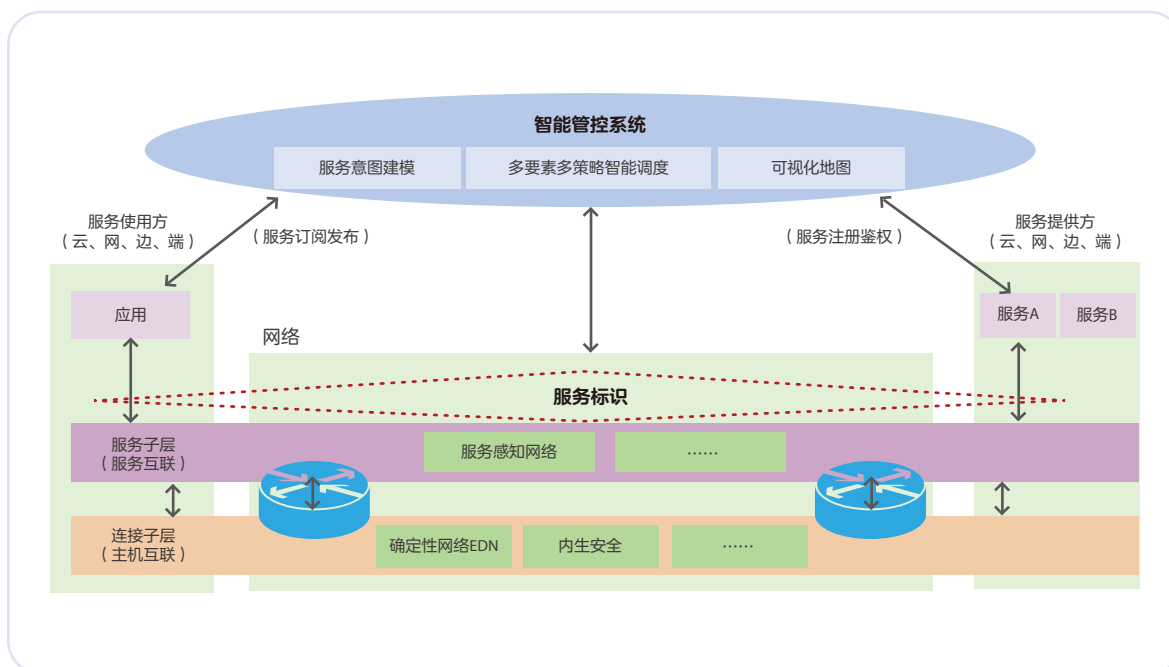 智能管控系统
服务意图建模
多要素多策略智能调度
可视化地图
服务使用方
（云、网、边、端）
（服务订阅发布）
（服务注册鉴权）
服务提供方
（云、网、边、端）
应用
服务A
服务B
网络
服务标识
服务子层
（服务互联）
服务感知网络
……
连接子层
（主机互联）
确定性网络EDN
内生安全
……